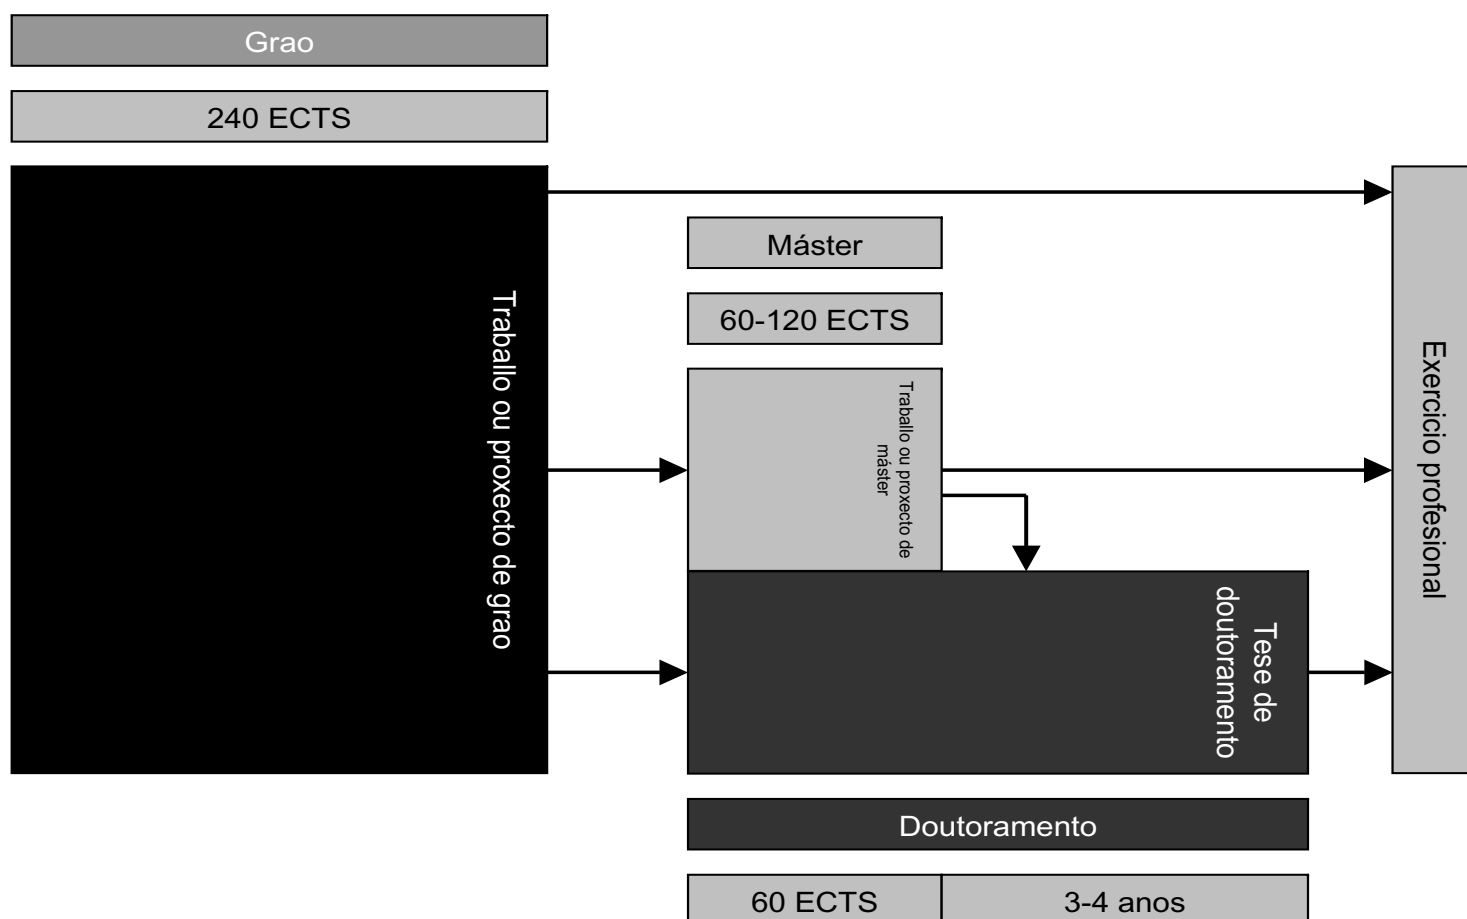 Grao
240 ECTS
Traballo ou proxecto de grao
Máster
60-120 ECTS
Traballo ou proxecto de
máster
Tese de
doutoramento
Exercicio profesional
Doutoramento
60 ECTS
3-4 anos